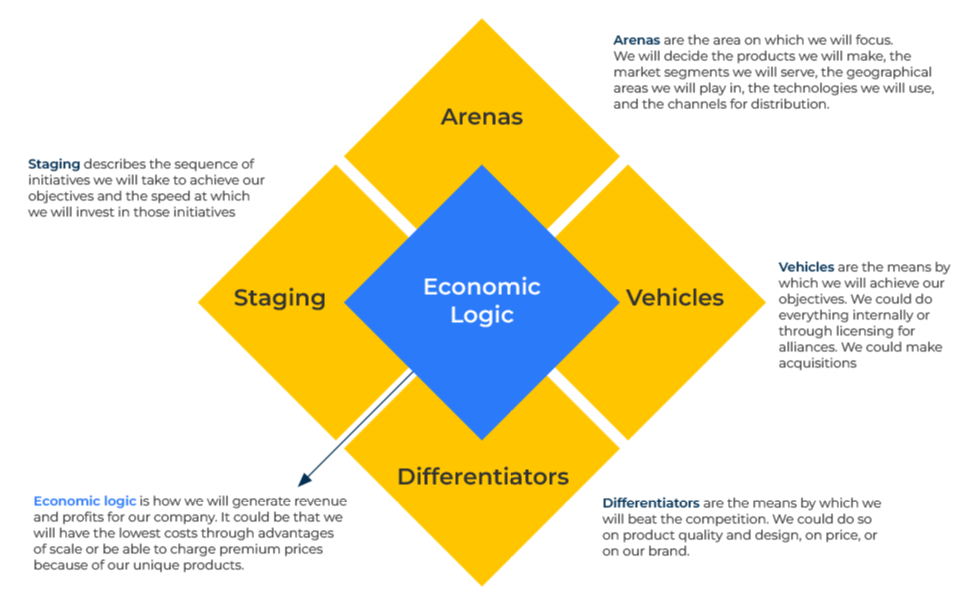 Arenas are the area on which we will focus.
We will decide the products we will make, the
market segments we will serve, the geographical
areas we will play in, the technologies we will use,
and the channels for distribution.
Arenas
Staging describes the sequence of
initiatives we will take to achieve our
objectives and the speed at which
we will invest in those initiatives
Staging
Economic
Logic
Vehicles
Vehicles are the means by
which we will achieve our
objectives. We could do
everything internally or
through licensing for
alliances. We could make
acquisitions
Differentiators
Economic logic is how we will generate revenue
and profits for our company. It could be that we
will have the lowest costs through advantages
of scale or be able to charge premium prices
because of our unique products.
Differentiators are the means by which we
will beat the competition. We could do so
on product quality and design, on price, or
on our brand.